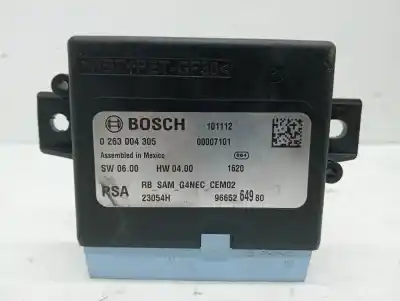 BOSCH
101112
0 263 004 305
00007101
Assembled in Mexico
SW 06.00 HW 04.00
1620
PSA
RB_SAM_G4NEC_CEM02
23054H
96652 649 80